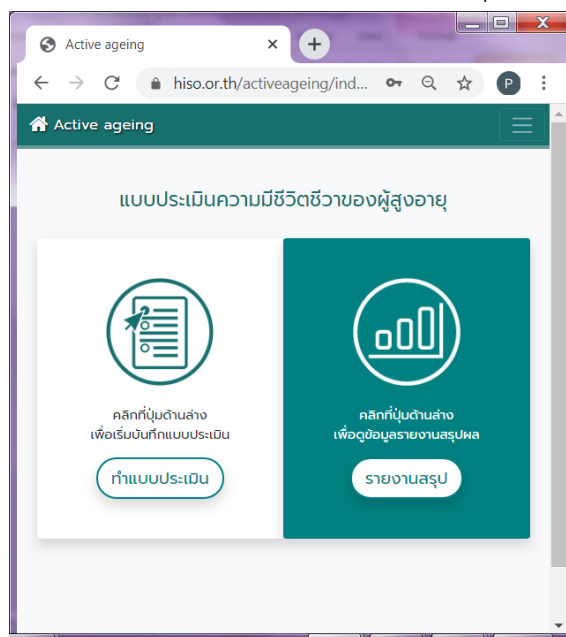 Active ageing
hiso.or.th/activeageing/ind...
P
Active ageing
แบบประเมินความมีชีวิตชีวาของผู้สูงอายุ
คลิกที่ปุ่มด้านล่าง
เพื่อเริ่มบันทึกแบบประเมิน
ทำแบบประเมิน
คลิกที่ปุ่มด้านล่าง
เพื่อดูข้อมูลรายงานสรุปผล
รายงานสรุป